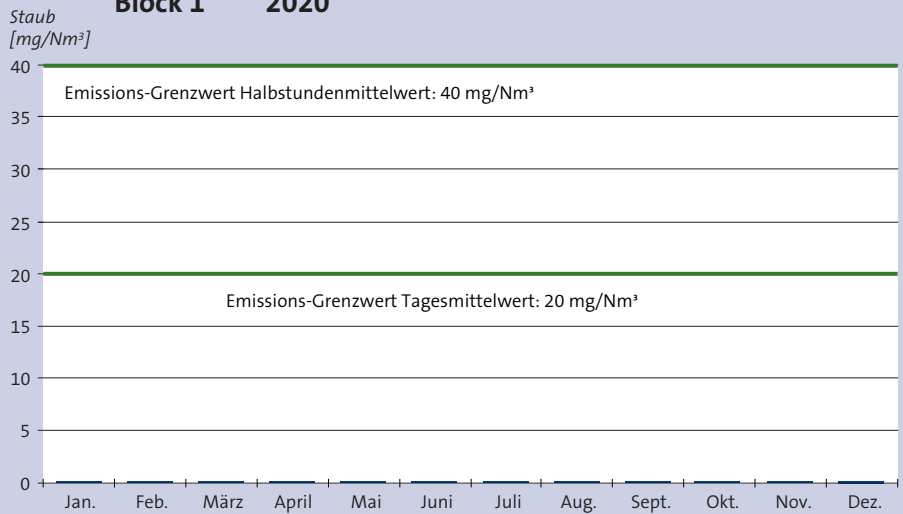 Block 1 2020
Staub
[mg/Nm³]
40
Emissions-Grenzwert Halbstundenmittelwert: 40 mg/Nm³
35
30
25
20
Emissions-Grenzwert Tagesmittelwert: 20 mg/Nm³
15
10
5
0
Jan. Feb. März April Mai Juni Juli Aug. Sept. Okt. Nov. Dez.